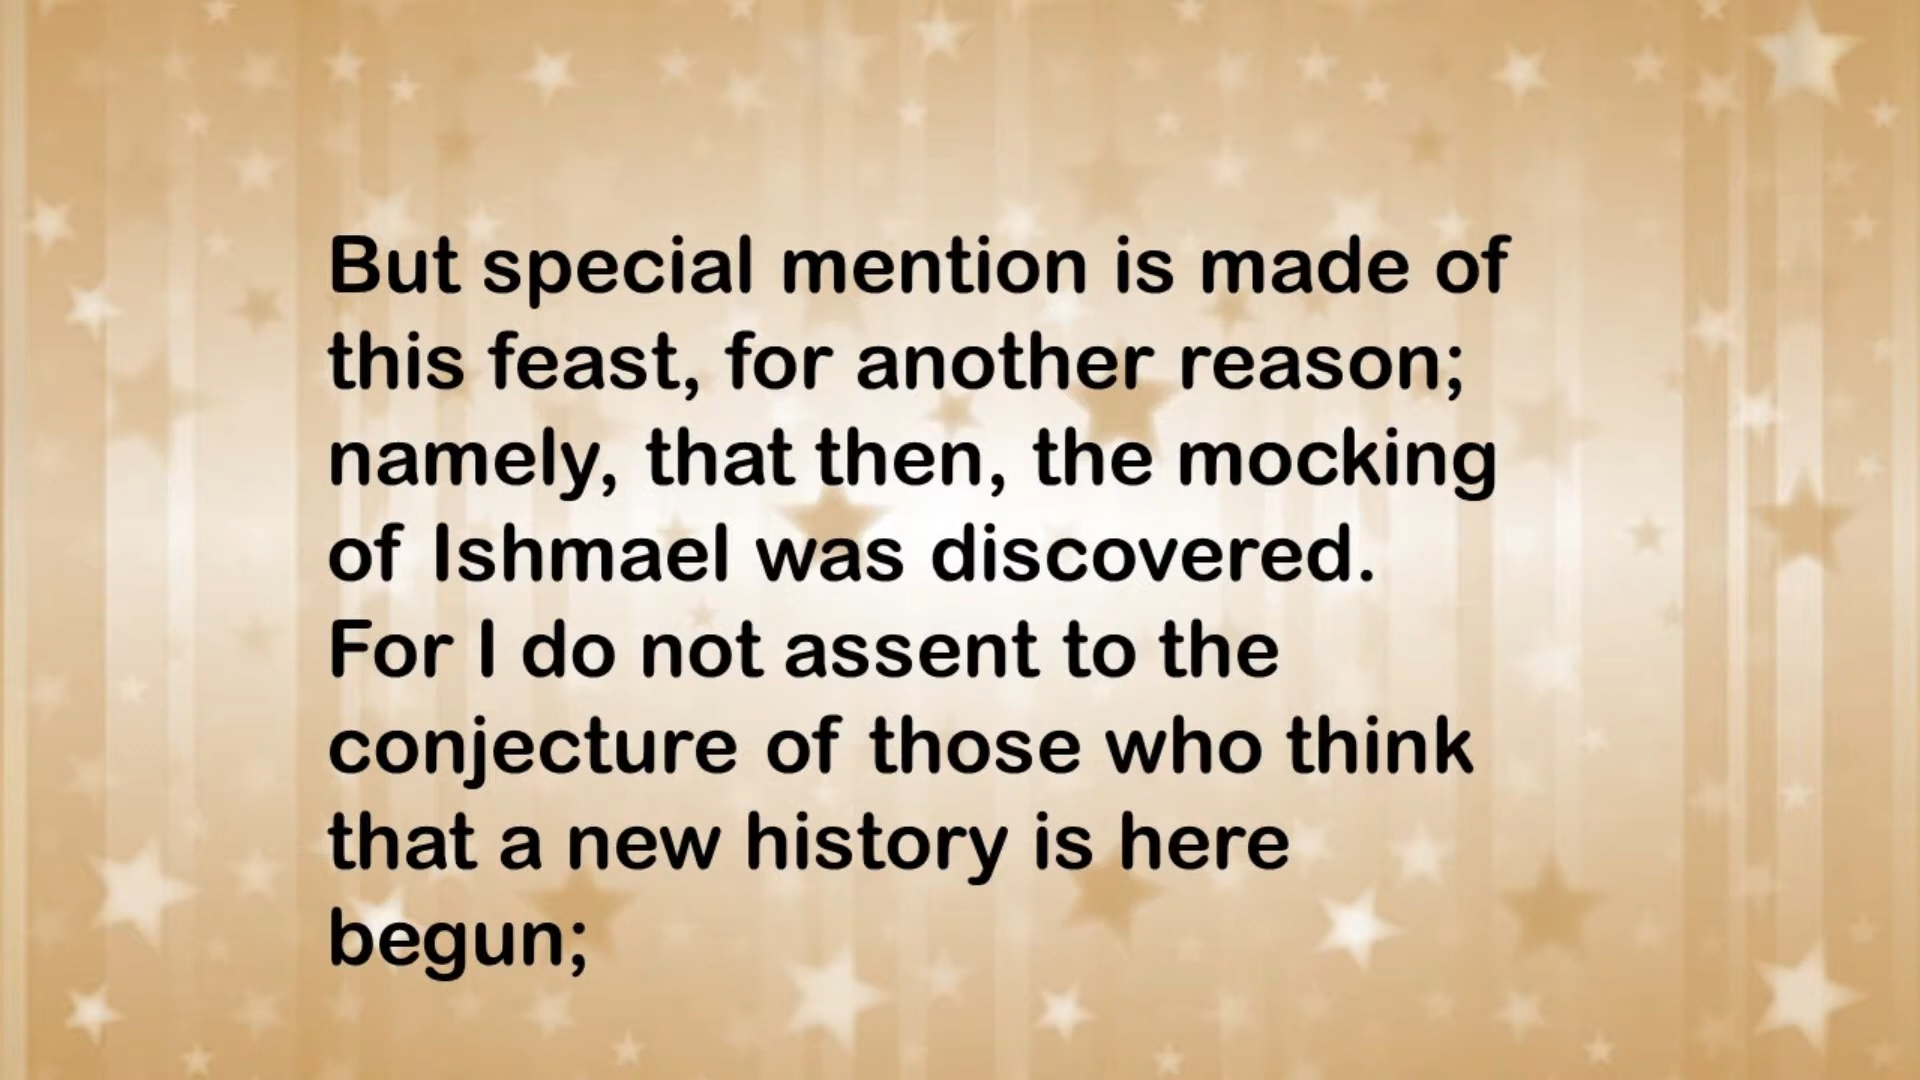 But special mention is made of
this feast, for another reason;
namely, that then, the mocking
of Ishmael was discovered.
For I do not assent to the
conjecture of those who think
that a new history is here
begun;